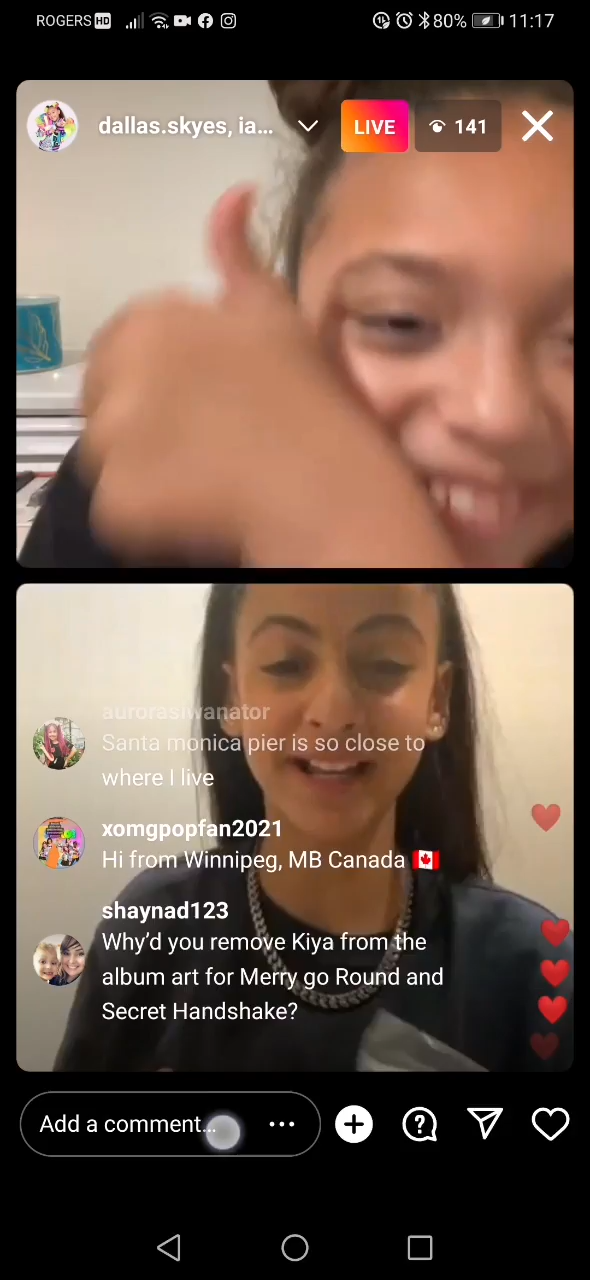 ROGERS HD 80% 11:17
dallas.skyes, ia... LIVE 141
aurorasiwanator
Santa monica pier is so close to
where I live
xomgpopfan2021
Hi from Winnipeg, MB Canada 🇨🇦
shaynad123
Why'd you remove Kiya from the
album art for Merry go Round and
Secret Handshake?
Add a comment...